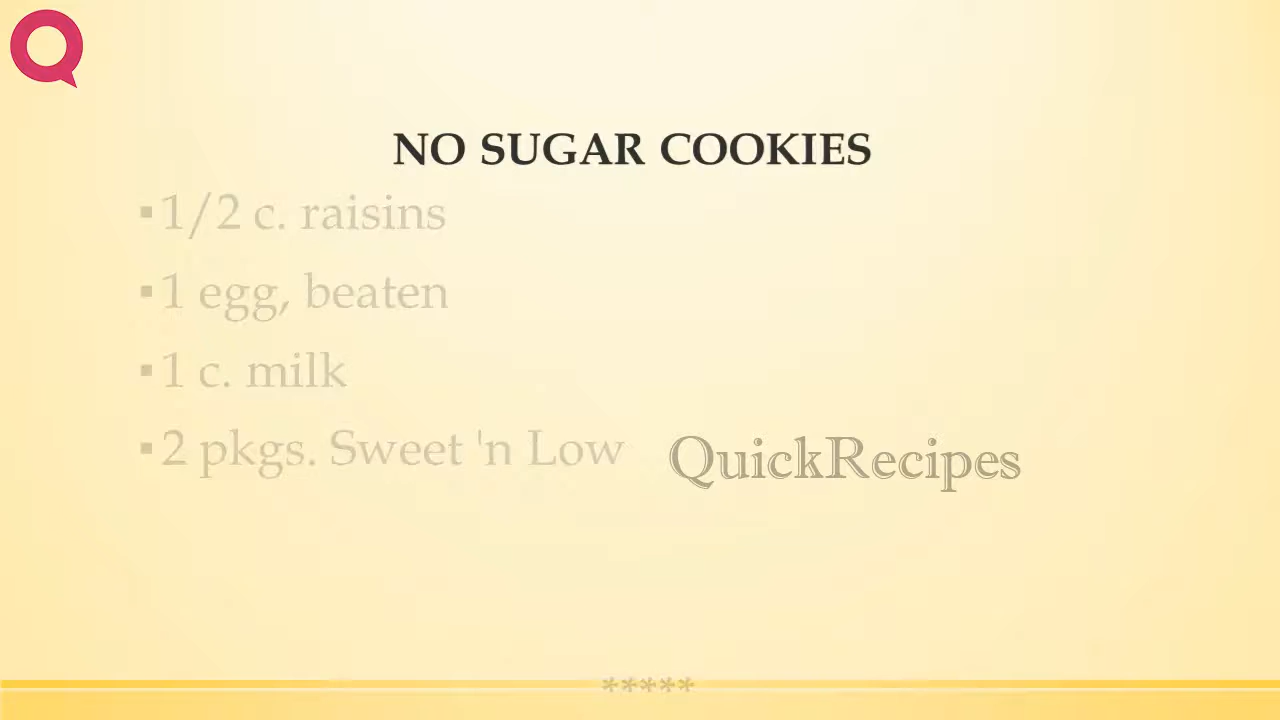 NO SUGAR COOKIES
▪1/2 c. raisins
▪1 egg, beaten
▪1 c. milk
▪2 pkgs. Sweet 'n Low
QuickRecipes
*****